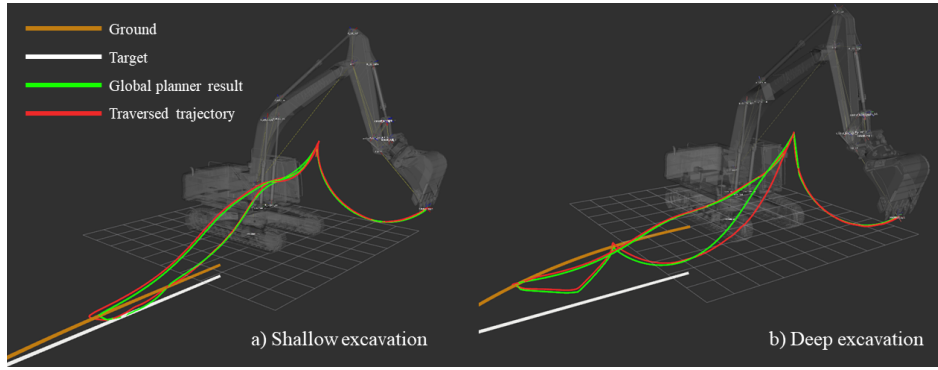 Ground
Target
Global planner result
Traversed trajectory
a) Shallow excavation
b) Deep excavation